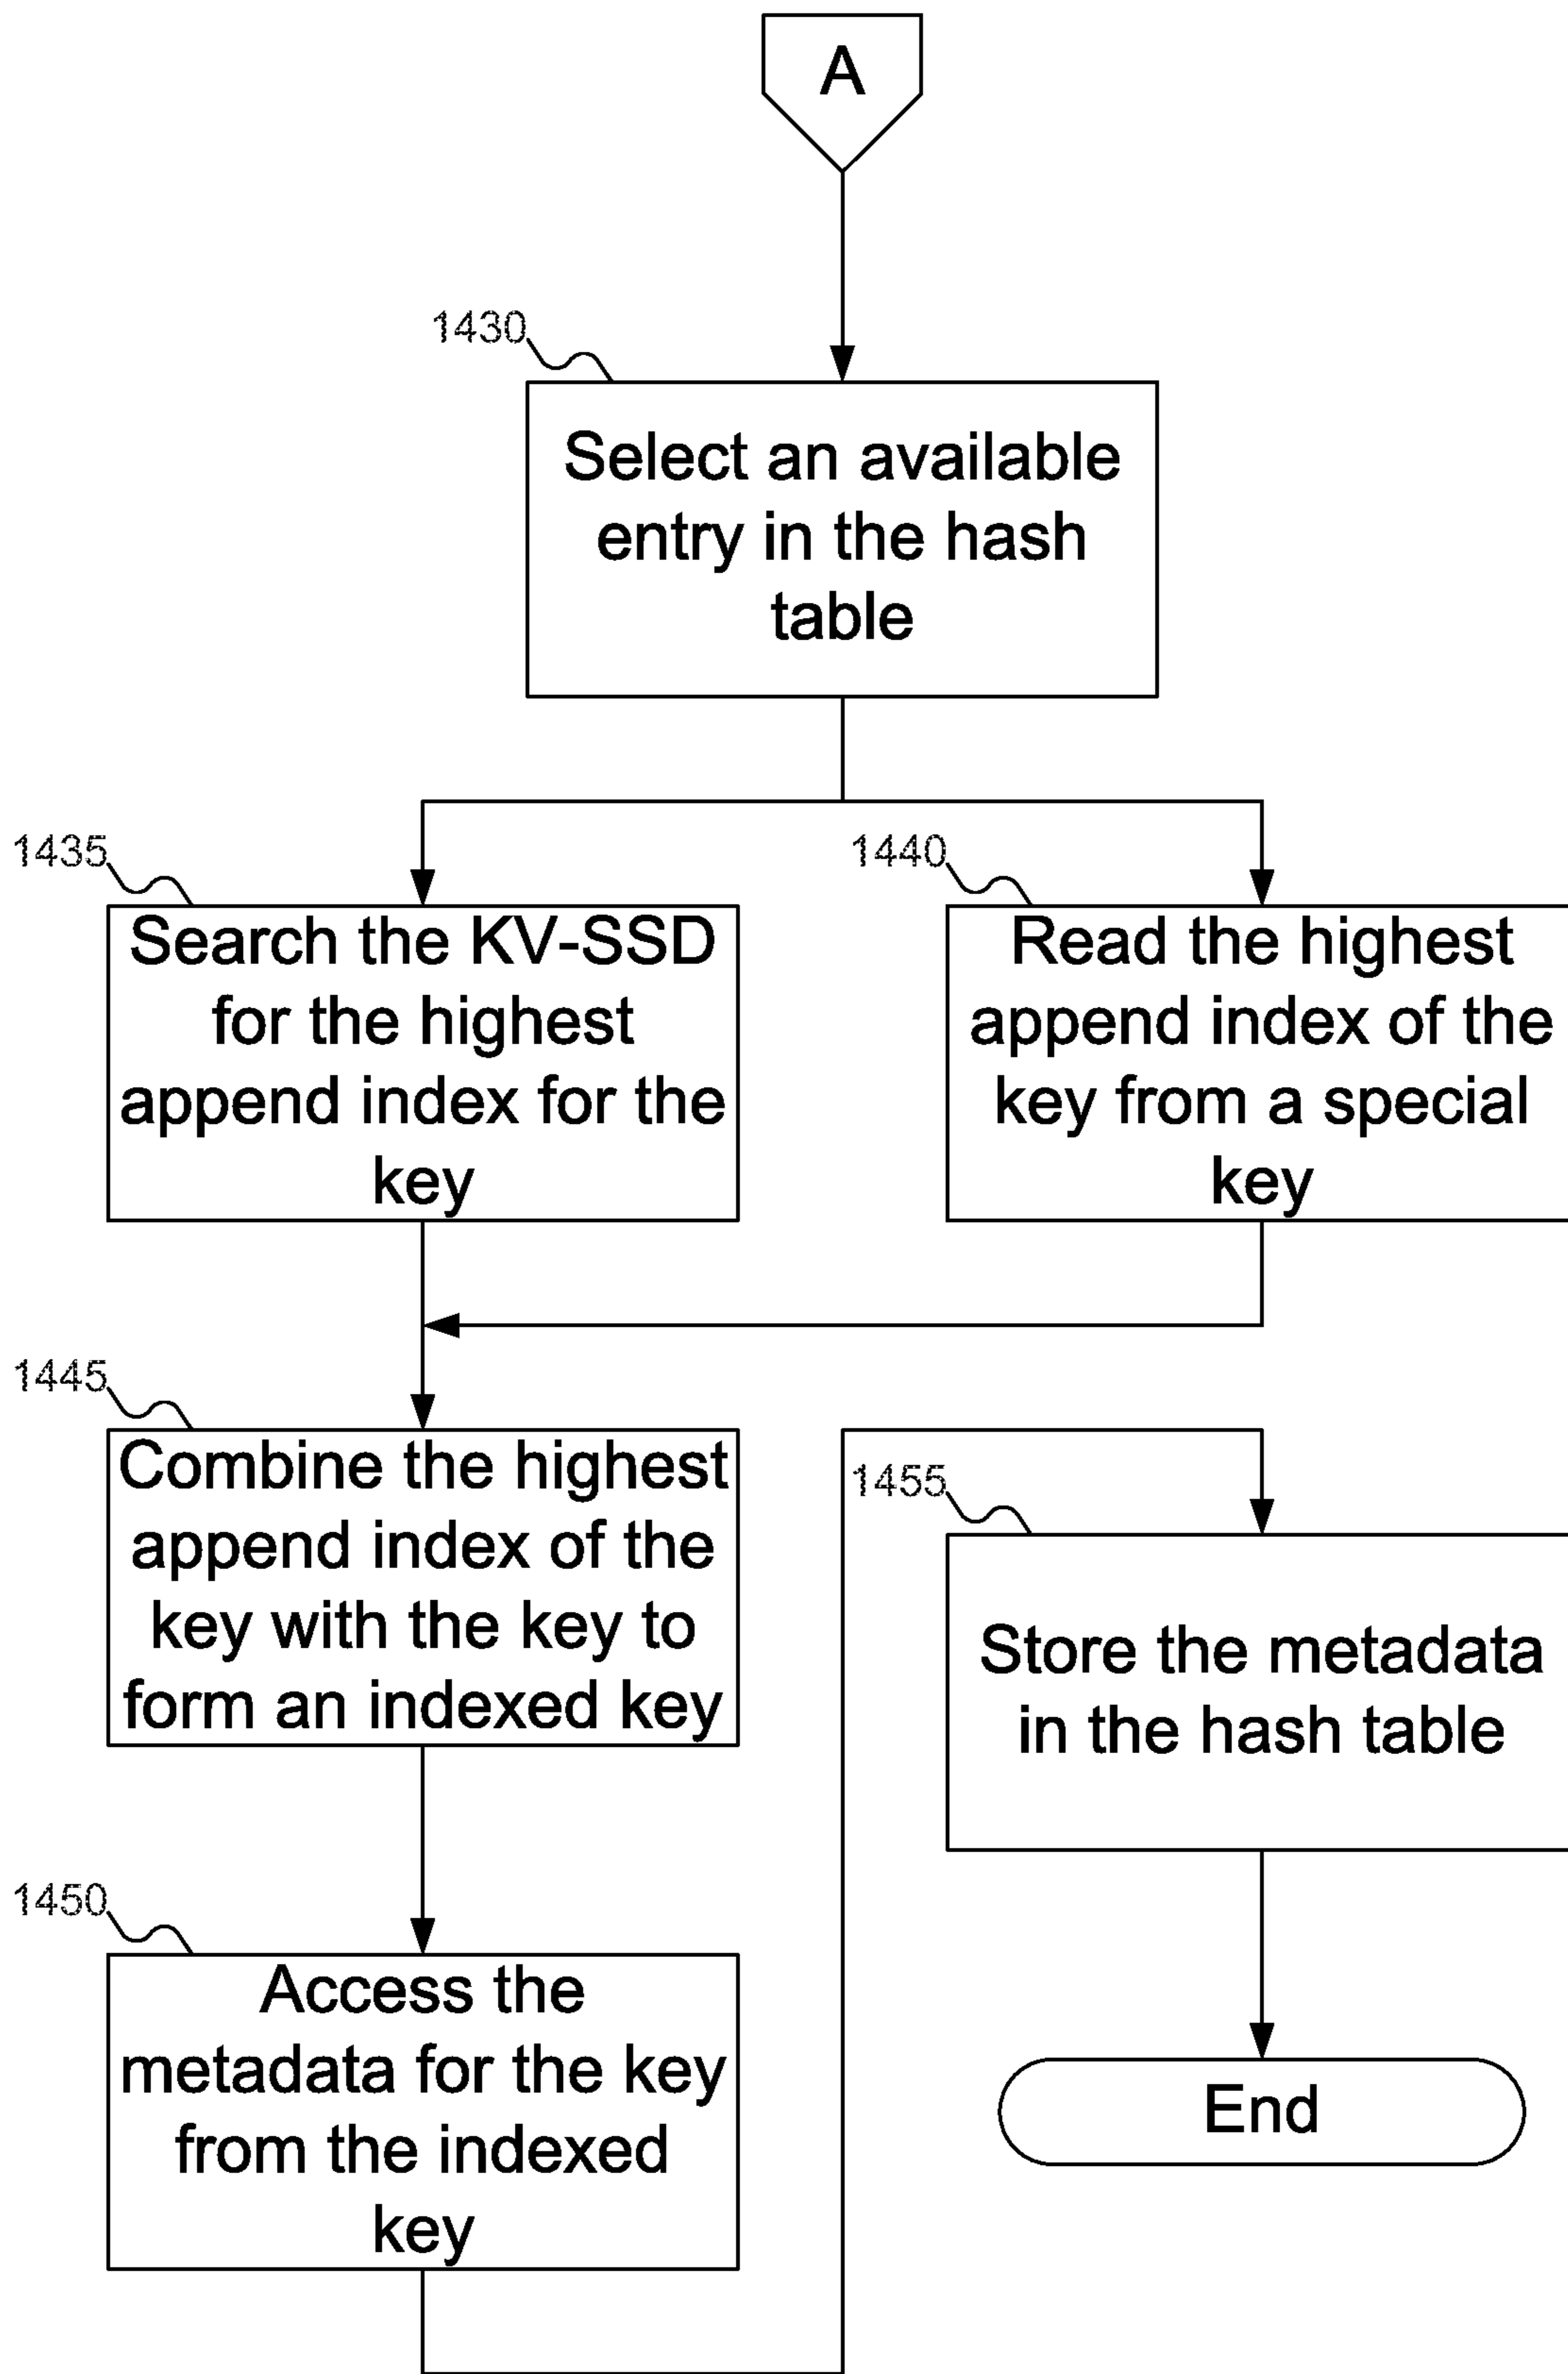 A
1430
Select an available
entry in the hash
table
1435
Search the KV-SSD
for the highest
append index for the
key
1440
Read the highest
append index of the
key from a special
key
1445
Combine the highest
append index of the
key with the key to
form an indexed key
1450
Access the
metadata for the key
from the indexed
key
1455
Store the metadata
in the hash table
End